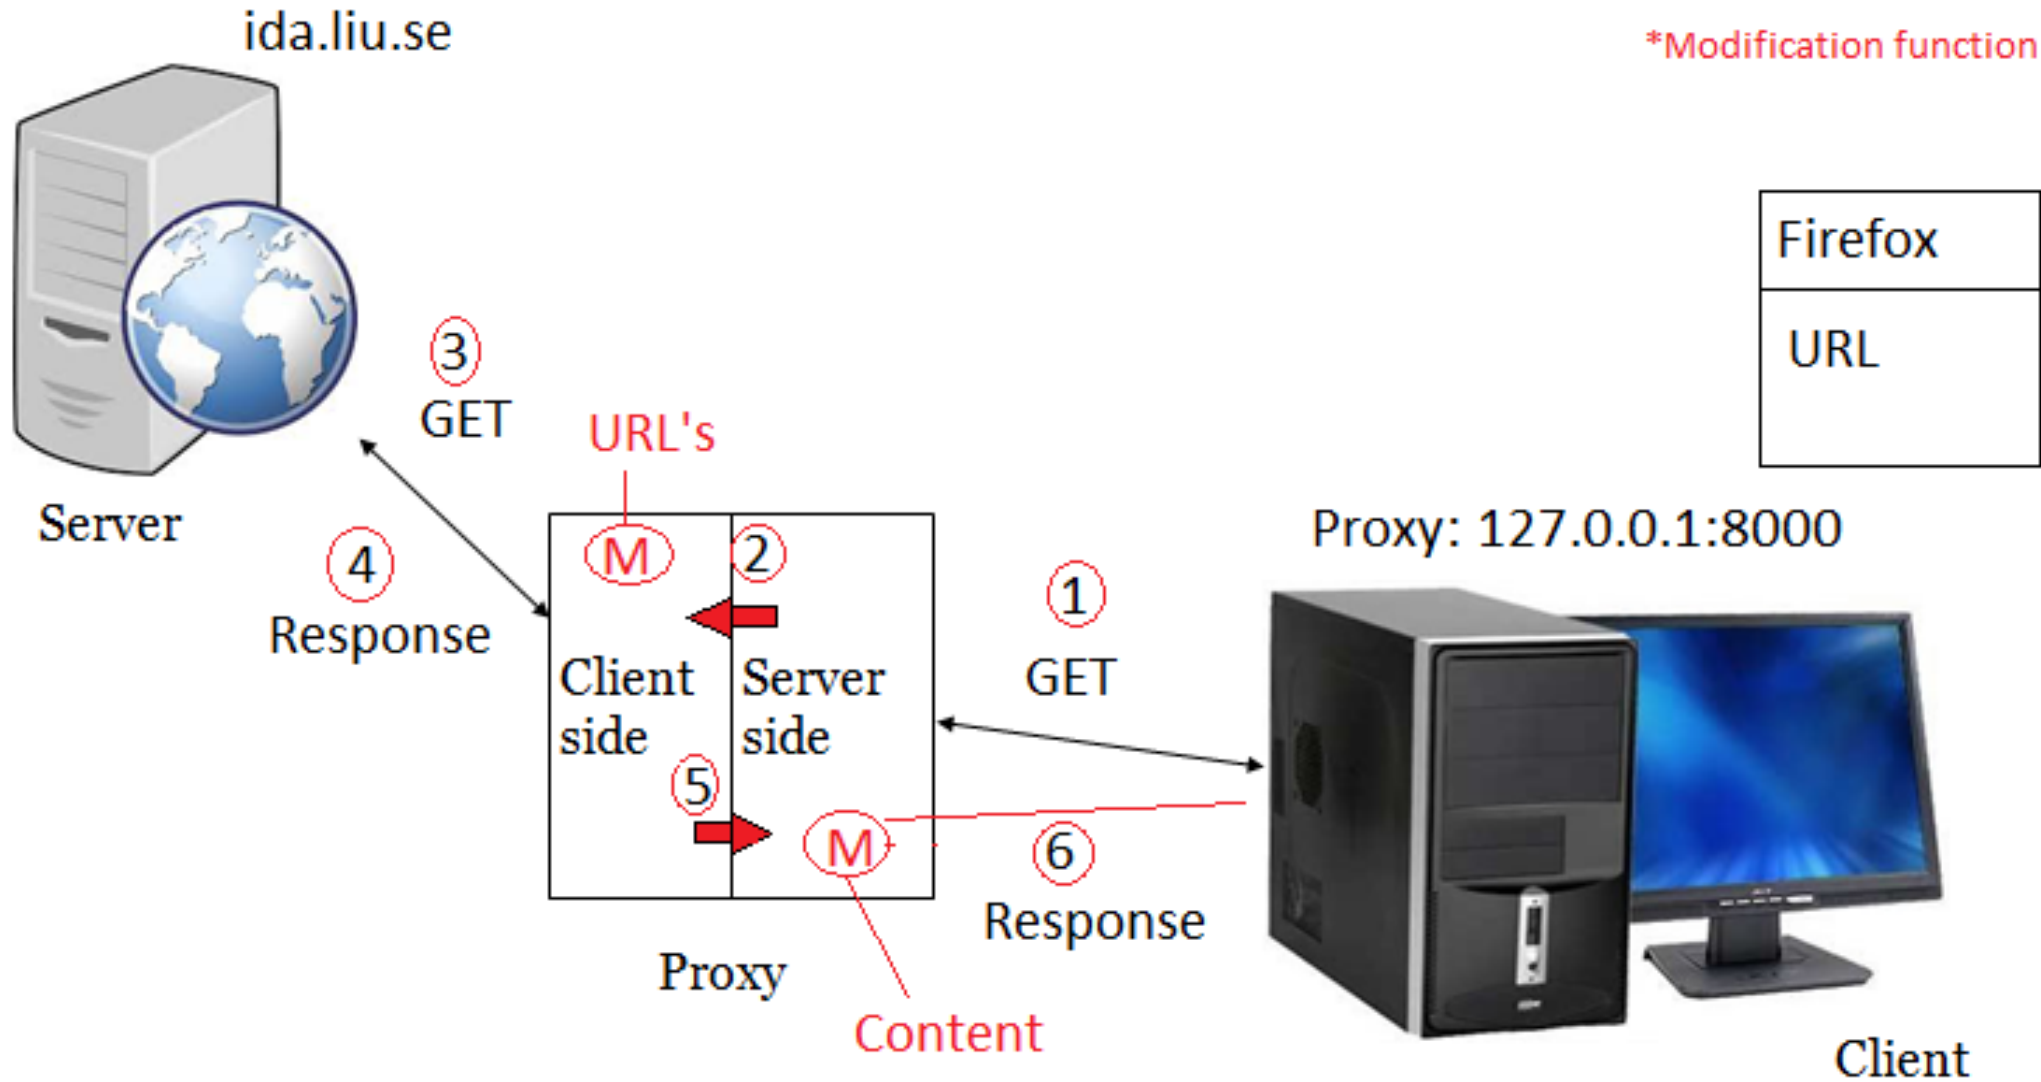 ida.liu.se
*Modification function
Firefox
URL
3
GET
URL's
Server
Proxy: 127.0.0.1:8000
M
2
4
Response
1
GET
Client side
Server side
5
M
6
Response
Proxy
Content
Client